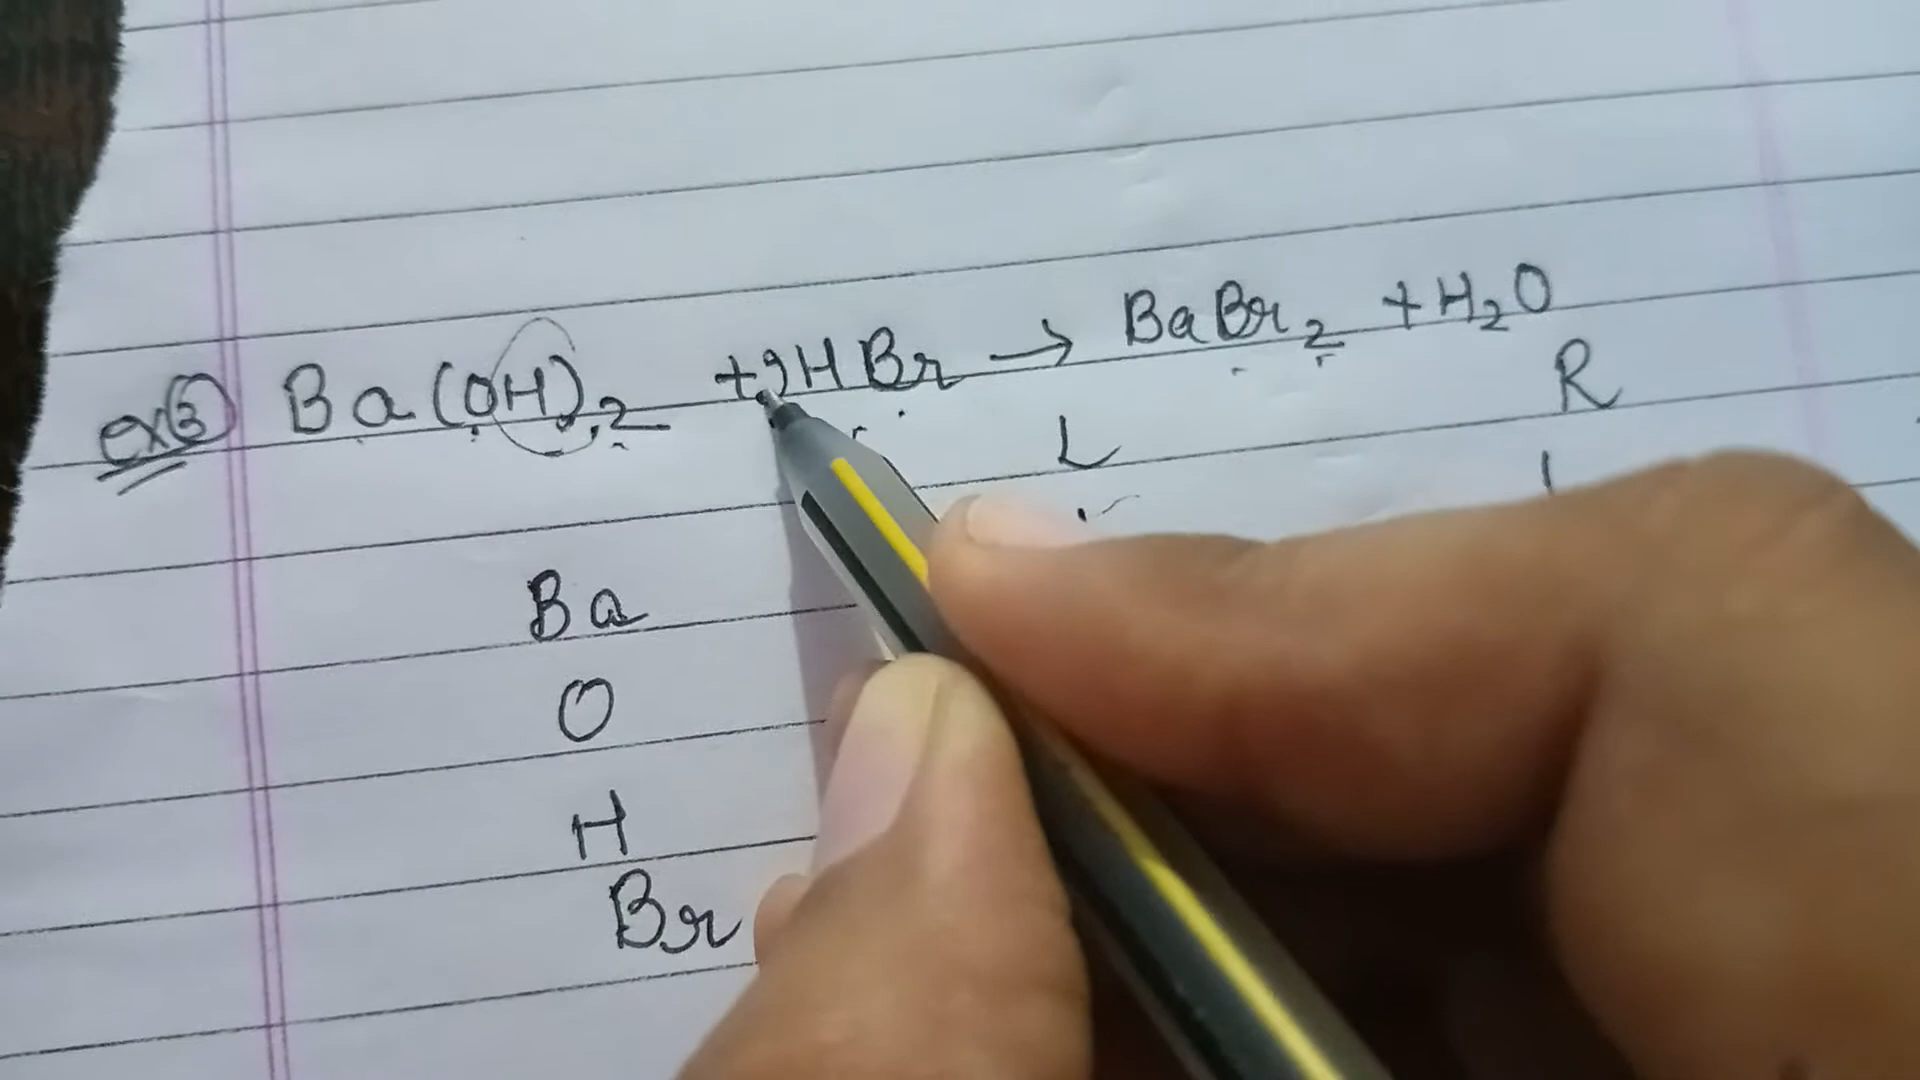 ex③ Ba(OH)₂ + 2HBr → BaBr₂ + H₂O
L R
Ba
O
H
Br